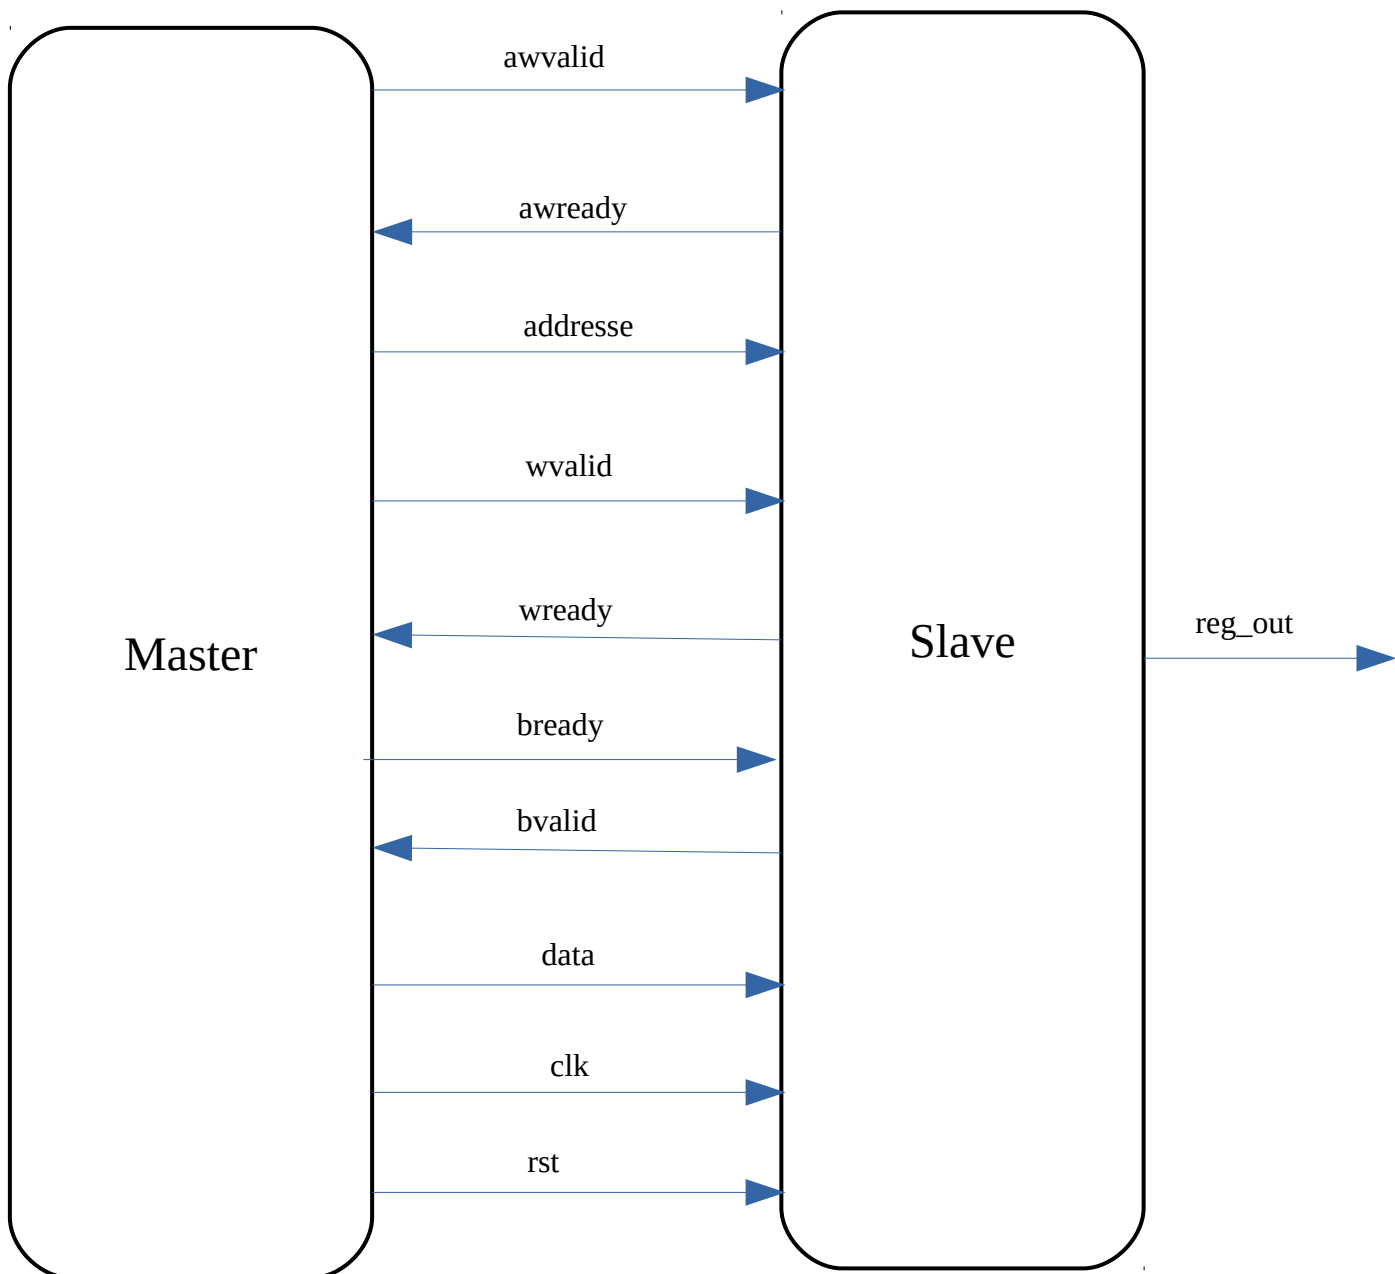 awvalid
awready
addresse
wvalid
wready
Master
Slave
reg_out
bready
bvalid
data
clk
rst